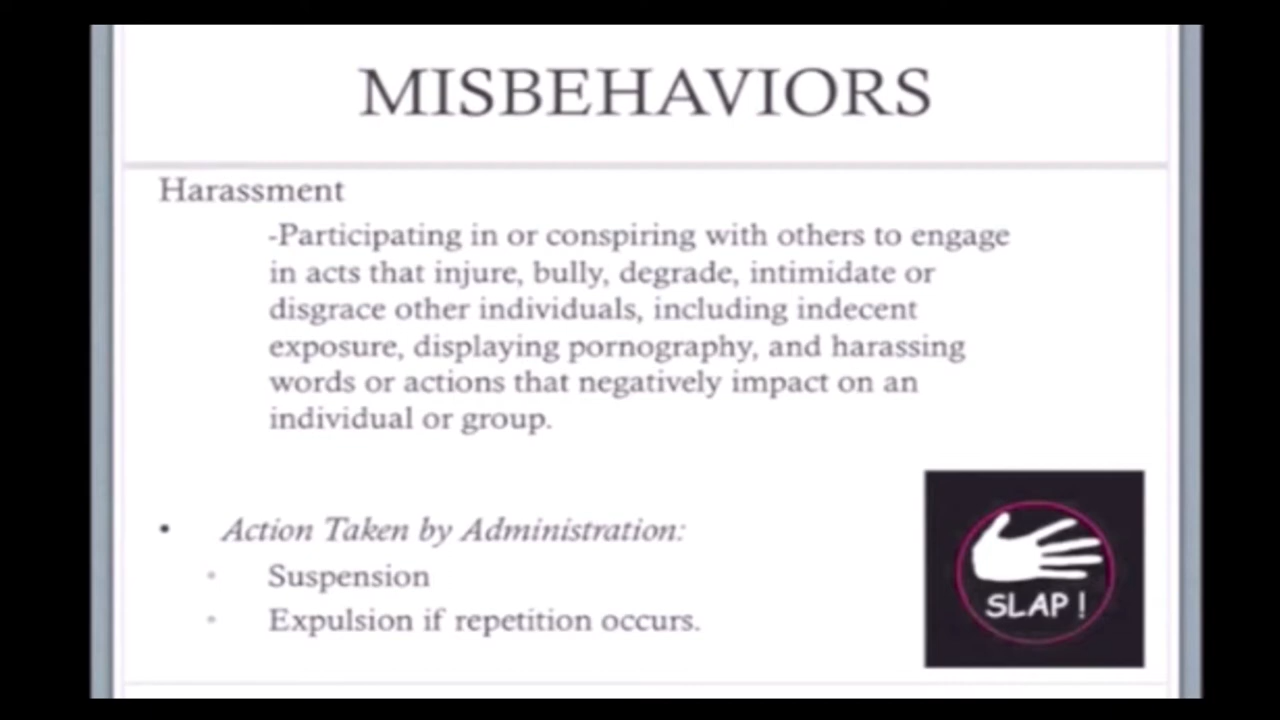 MISBEHAVIORS
Harassment
-Participating in or conspiring with others to engage
in acts that injure, bully, degrade, intimidate or
disgrace other individuals, including indecent
exposure, displaying pornography, and harassing
words or actions that negatively impact on an
individual or group.
• Action Taken by Administration:
• Suspension
• Expulsion if repetition occurs.
SLAP !